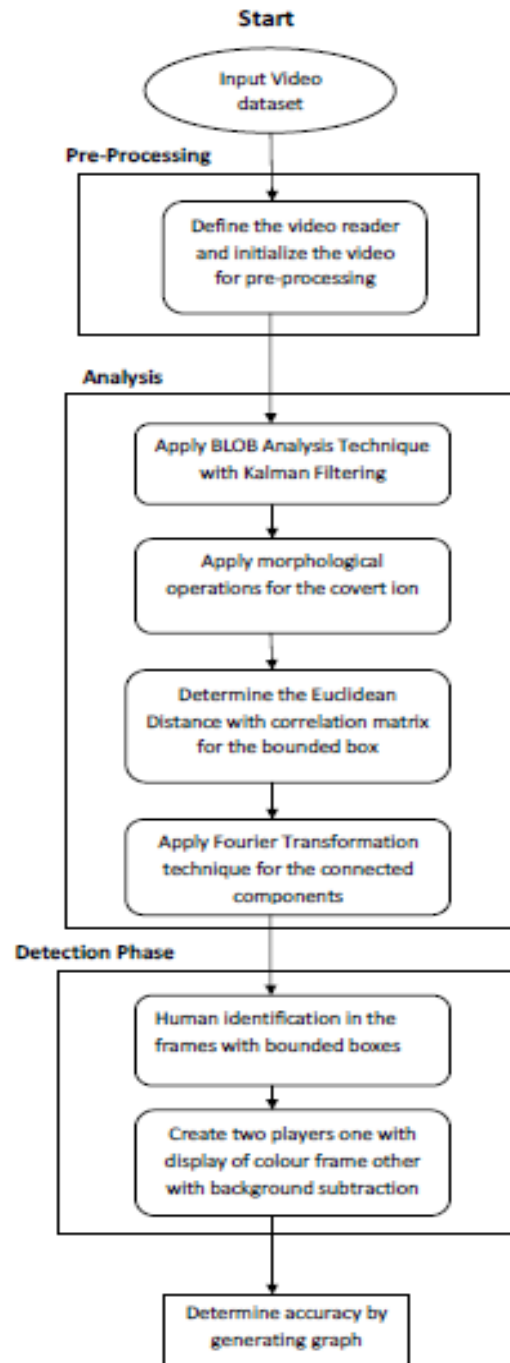 Start
Input Video
dataset
Pre-Processing
Define the video reader
and initialize the video
for pre-processing
Analysis
Apply BLOB Analysis Technique
with Kalman Filtering
Apply morphological
operations for the covert ion
Determine the Euclidean
Distance with correlation matrix
for the bounded box
Apply Fourier Transformation
technique for the connected
components
Detection Phase
Human identification in the
frames with bounded boxes
Create two players one with
display of colour frame other
with background subtraction
Determine accuracy by
generating graph